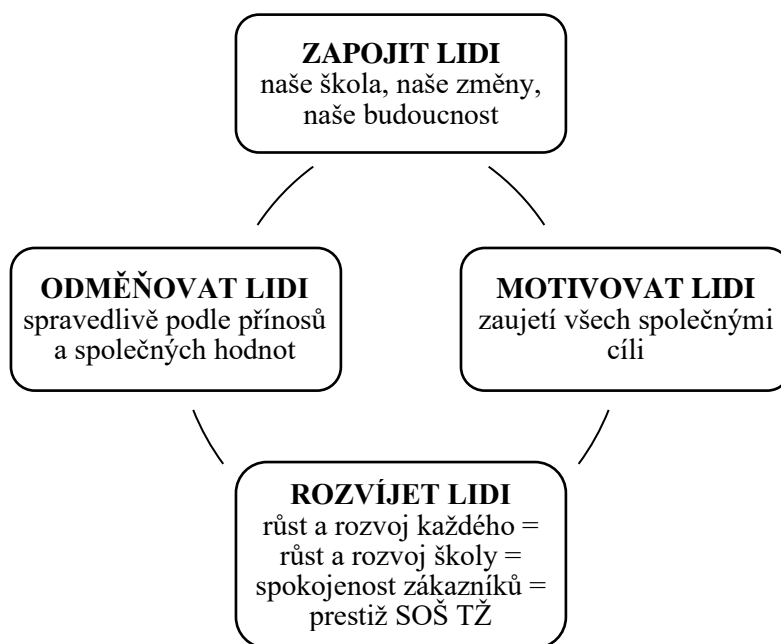 ZAPOJIT LIDI
naše škola, naše změny,
naše budoucnost
ODMĚŇOVAT LIDI
spravedlivě podle přínosů
a společných hodnot
MOTIVOVAT LIDI
zaujetí všech společnými
cíli
ROZVÍJET LIDI
růst a rozvoj každého =
růst a rozvoj školy =
spokojenost zákazníků =
prestiž SOŠ TŽ